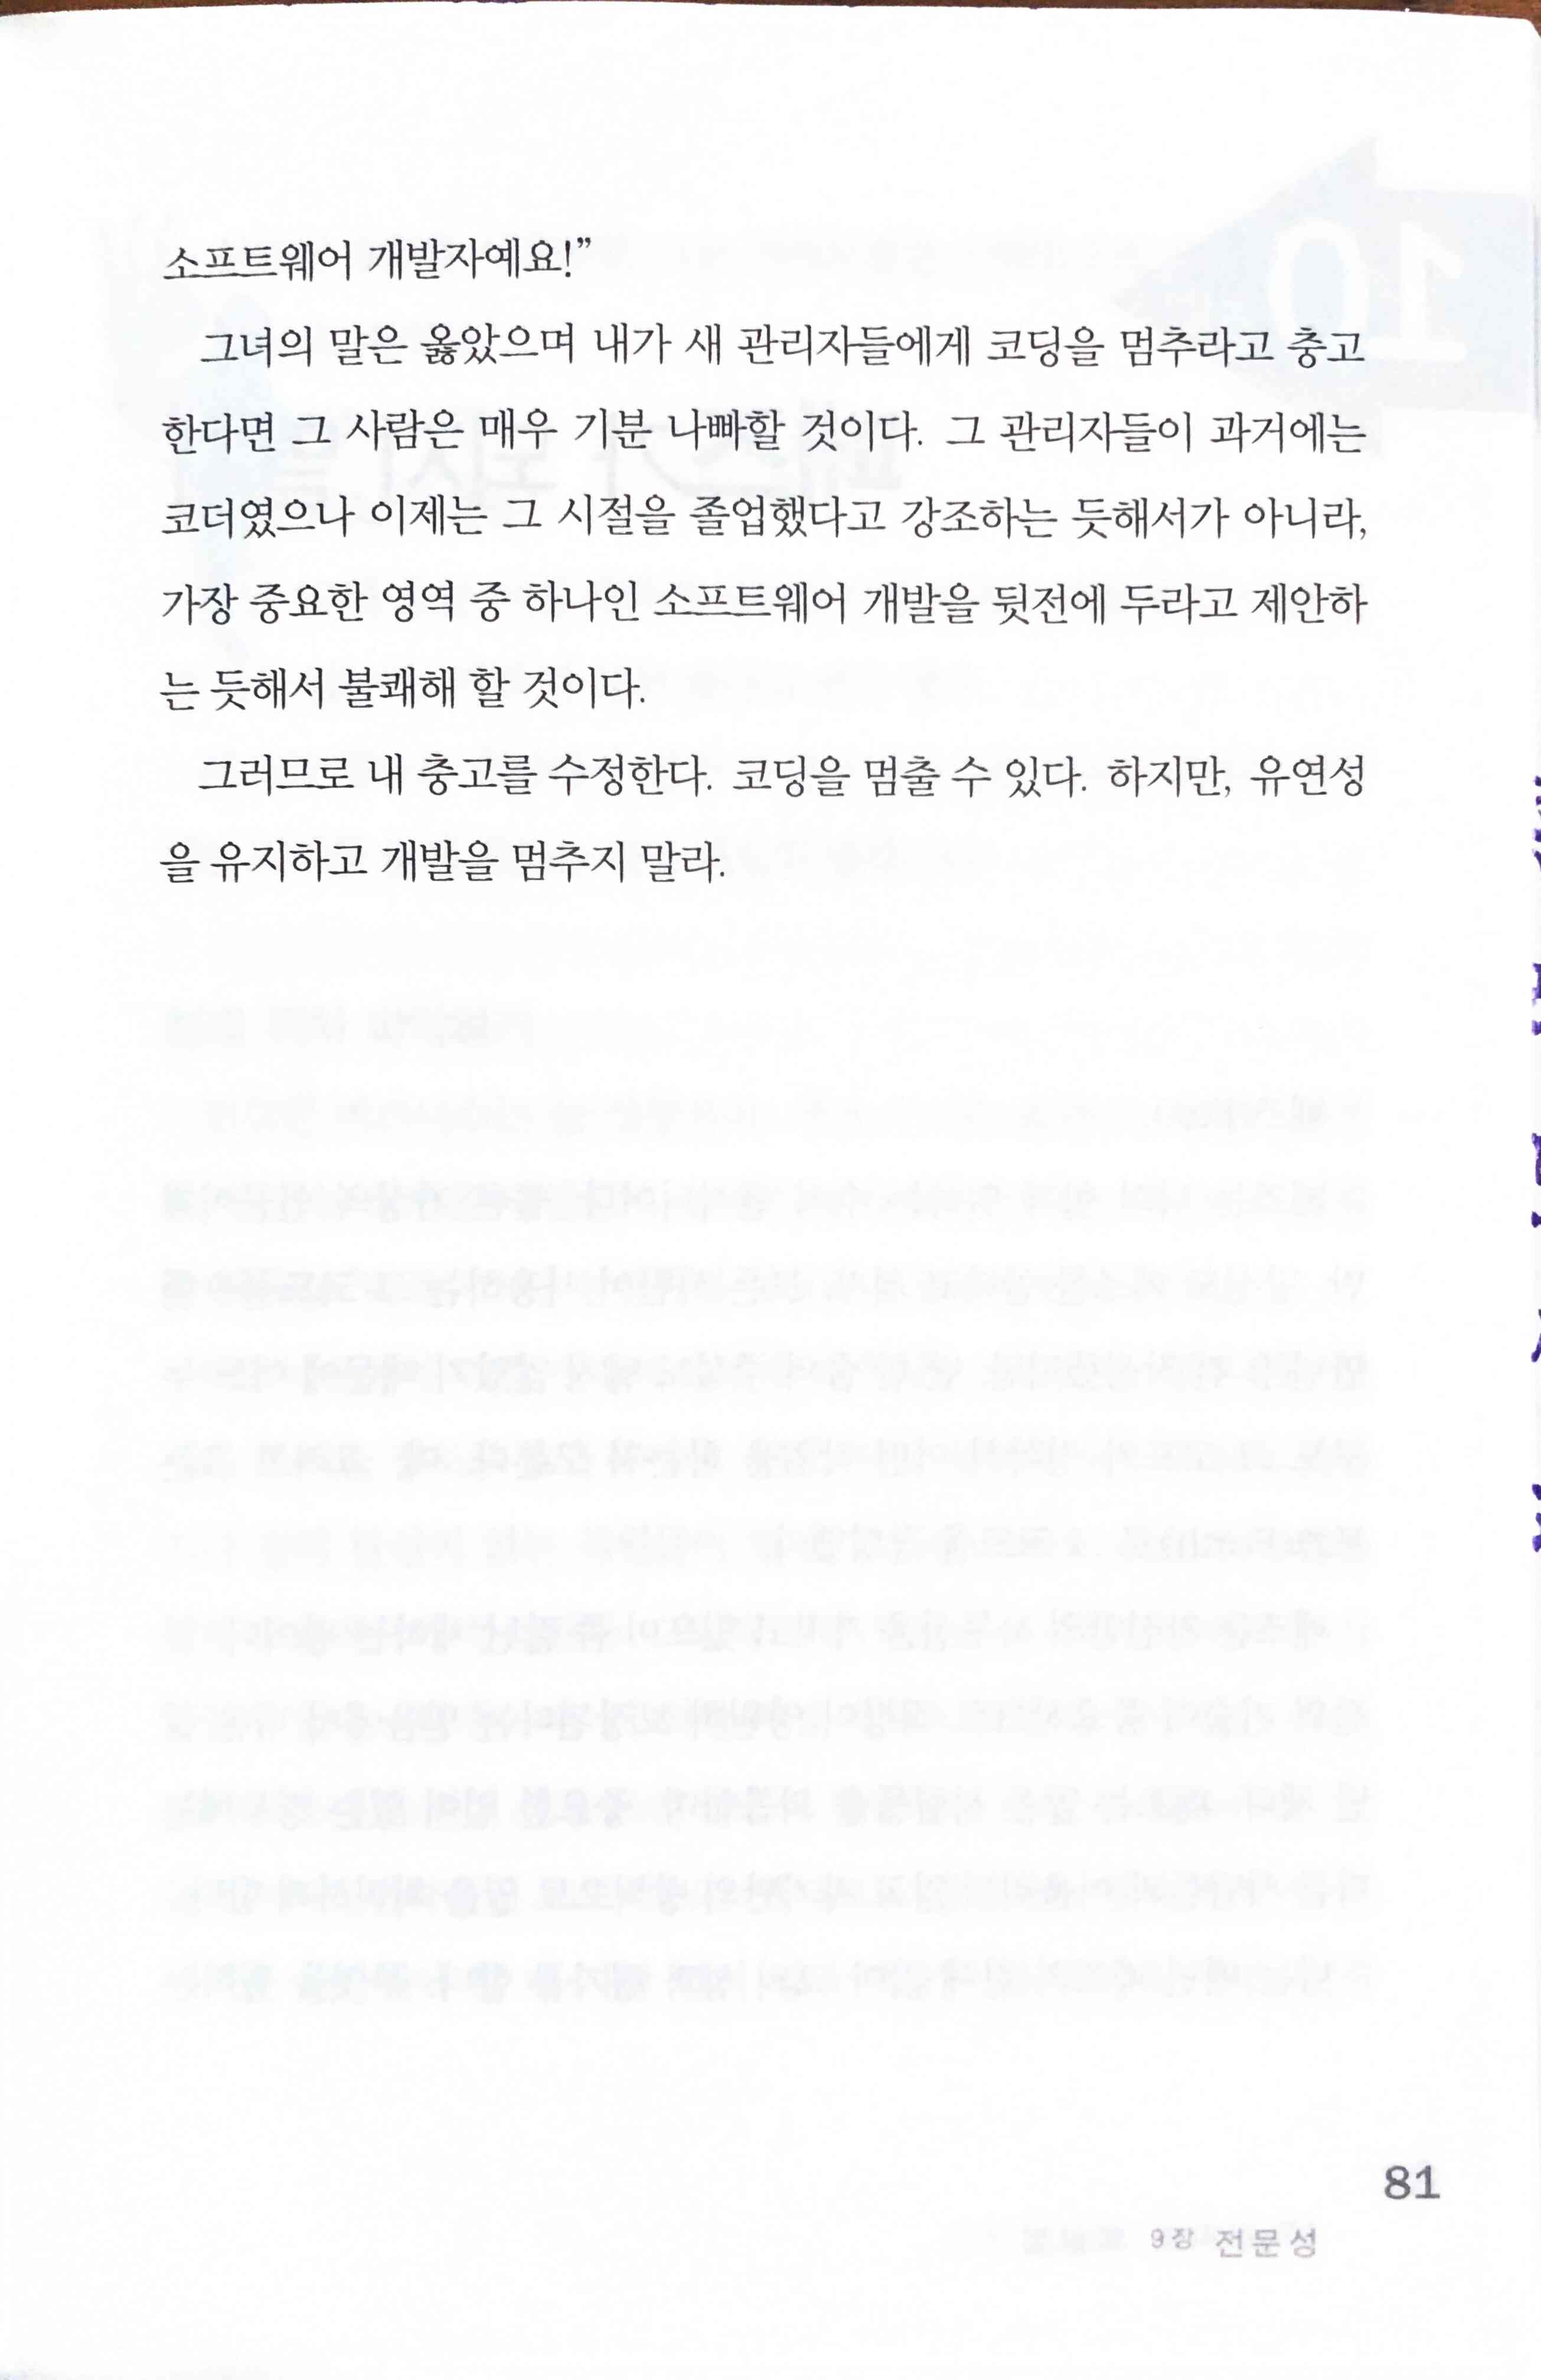 소프트웨어 개발자예요!”
그녀의 말은 옳았으며 내가 새 관리자들에게 코딩을 멈추라고 충고
한다면 그 사람은 매우 기분 나빠할 것이다. 그 관리자들이 과거에는
코더였으나 이제는 그 시절을 졸업했다고 강조하는 듯해서가 아니라,
가장 중요한 영역 중 하나인 소프트웨어 개발을 뒷전에 두라고 제안하
는 듯해서 불쾌해 할 것이다.
그러므로 내 충고를 수정한다. 코딩을 멈출 수 있다. 하지만, 유연성
을 유지하고 개발을 멈추지 말라.
81
9장 전문성